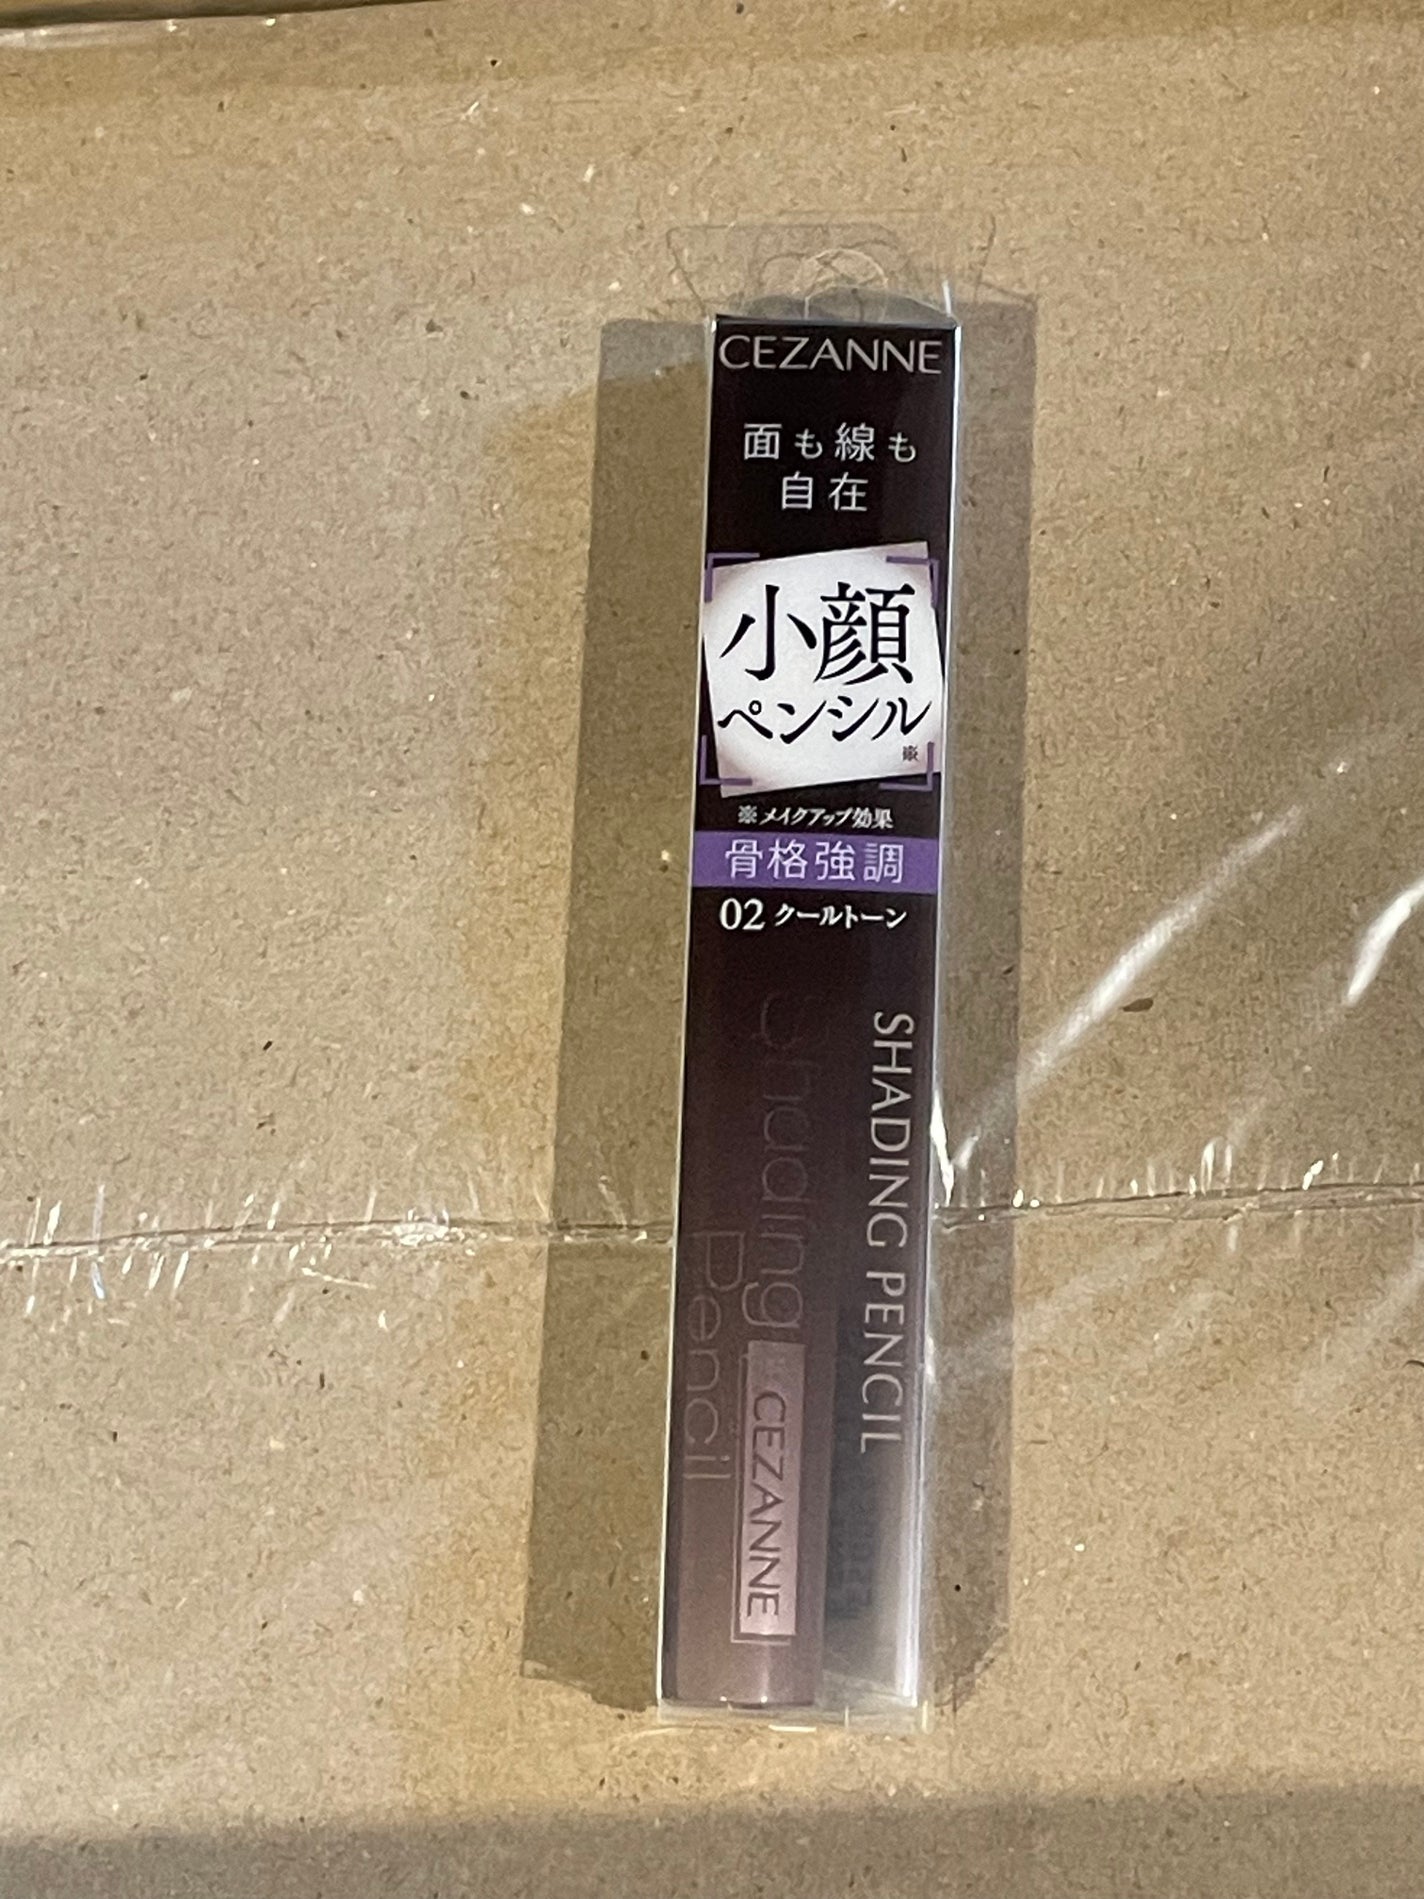 CEZANNE
面も線も
自在
小顔
ペンシル
※
※メイクアップ効果
骨格強調
02 クールトーン
SHADING PENCIL
Shading
Pencil
CEZANNE